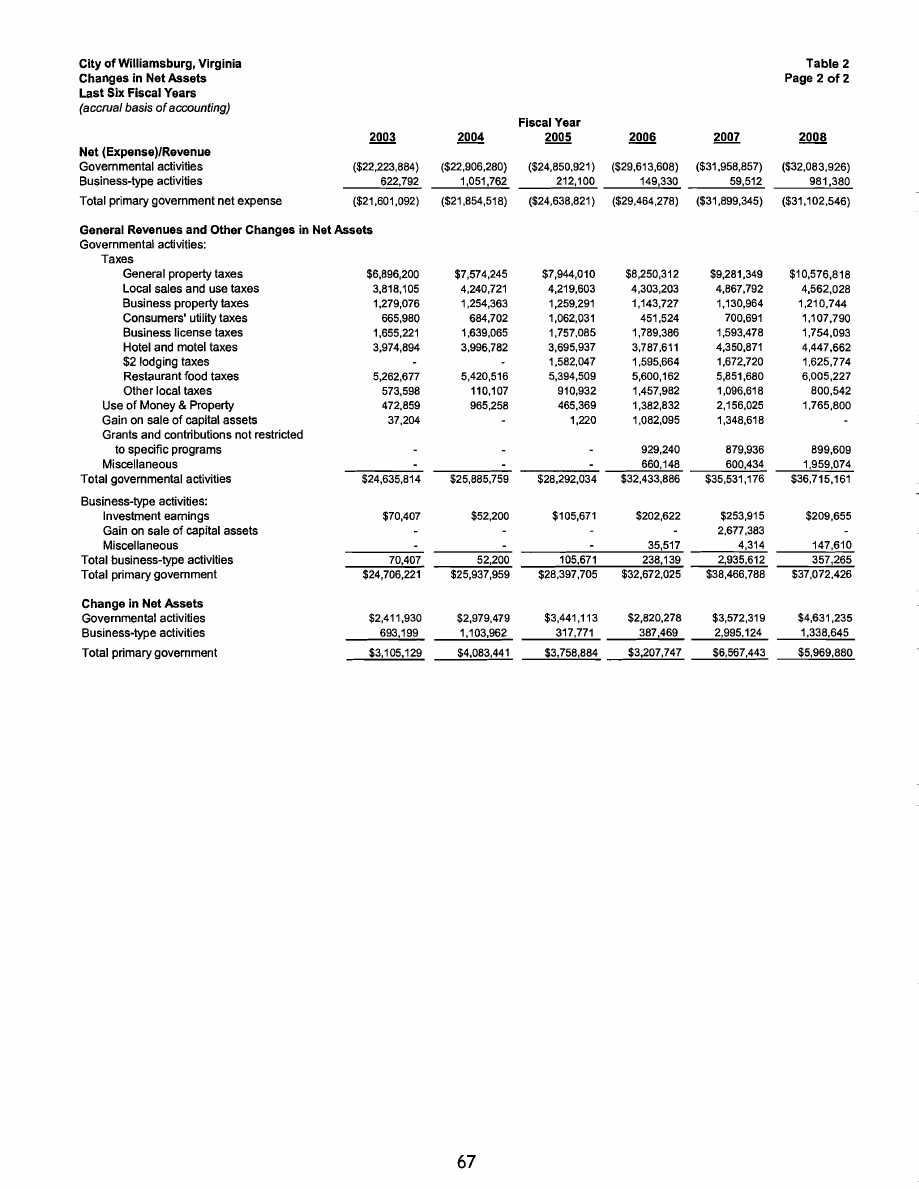 City of Williamsburg, Virginia Table 2
Changes in Net Assets Page 2 of 2
Last Six Fiscal Years
(accrual basis of accounting)
Fiscal Year
2003 2004 2005 2006 2007 2008
Net (Expense)/Revenue
Governmental activities ($22,223,884) ($22,906,280) ($24,850,921) ($29,613,608) ($31,958,857) ($32,083,926)
Business-type activities 622,792 1,051,762 212,100 149,330 59,512 981,380
Total primary government net expense ($21,601,092) ($21,854,518) ($24,638,821) ($29,464,278) ($31,899,345) ($31,102,546)
General Revenues and Other Changes in Net Assets
Governmental activities:
Taxes
General property taxes $6,896,200 $7,574,245 $7,944,010 $8,250,312 $9,281,349 $10,576,818
Local sales and use taxes 3,818,105 4,240,721 4,219,603 4,303,203 4,867,792 4,562,028
Business property taxes 1,279,076 1,254,363 1,259,291 1,143,727 1,130,964 1,210,744
Consumers' utility taxes 665,980 684,702 1,062,031 451,524 700,691 1,107,790
Business license taxes 1,655,221 1,639,065 1,757,085 1,789,386 1,593,478 1,754,093
Hotel and motel taxes 3,974,894 3,996,782 3,695,937 3,787,611 4,350,871 4,447,662
$2 lodging taxes - - 1,582,047 1,595,664 1,672,720 1,625,774
Restaurant food taxes 5,262,677 5,420,516 5,394,509 5,600,162 5,851,680 6,005,227
Other local taxes 573,598 110,107 910,932 1,457,982 1,096,618 800,542
Use of Money & Property 472,859 965,258 465,369 1,382,832 2,156,025 1,765,800
Gain on sale of capital assets 37,204 - 1,220 1,082,095 1,348,618 -
Grants and contributions not restricted
to specific programs - - - 929,240 879,936 899,609
Miscellaneous - - - 660,148 600,434 1,959,074
Total governmental activities $24,635,814 $25,885,759 $28,292,034 $32,433,886 $35,531,176 $36,715,161
Business-type activities:
Investment earnings $70,407 $52,200 $105,671 $202,622 $253,915 $209,655
Gain on sale of capital assets - - - - 2,677,383 -
Miscellaneous - - - 35,517 4,314 147,610
Total business-type activities 70,407 52,200 105,671 238,139 2,935,612 357,265
Total primary government $24,706,221 $25,937,959 $28,397,705 $32,672,025 $38,466,788 $37,072,426
Change in Net Assets
Governmental activities $2,411,930 $2,979,479 $3,441,113 $2,820,278 $3,572,319 $4,631,235
Business-type activities 693,199 1,103,962 317,771 387,469 2,995,124 1,338,645
Total primary government $3,105,129 $4,083,441 $3,758,884 $3,207,747 $6,567,443 $5,969,880
67